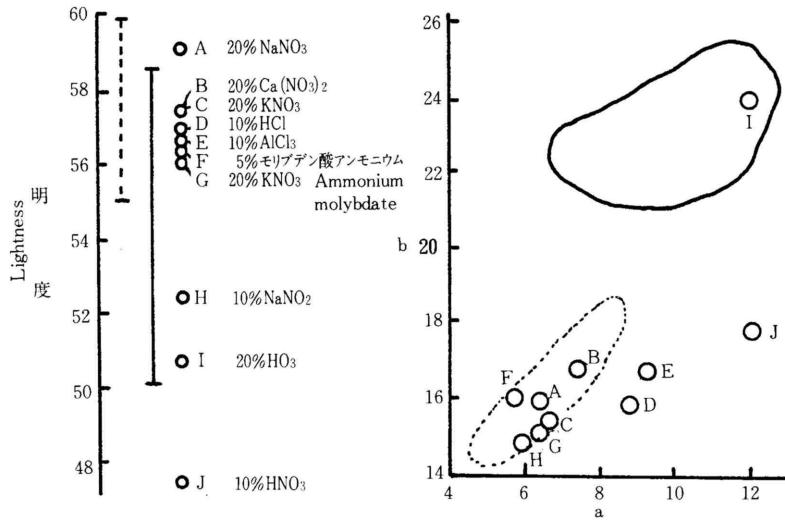 60
58
56
54
52
50
48
Lightness 明度
A 20% NaNO₃
B 20% Ca(NO₃)₂
C 20% KNO₃
D 10% HCl
E 10% AlCl₃
F 5% モリブデン酸アンモニウム
G 20% KNO₃ Ammonium
molybdate
H 10% NaNO₂
I 20% HO₃
J 10% HNO₃
26
24
22
b 20
18
16
14
4 6 8 10 12
a
I
J
B
E
F
A
D
C
G
H